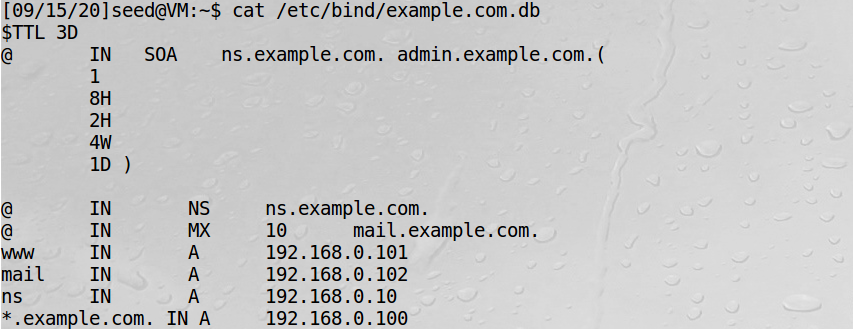 [09/15/20]seed@VM:~$ cat /etc/bind/example.com.db
$TTL 3D
@       IN   SOA    ns.example.com. admin.example.com.(
        1
        8H
        2H
        4W
        1D )

@       IN       NS     ns.example.com.
@       IN       MX     10      mail.example.com.
www     IN       A      192.168.0.101
mail    IN       A      192.168.0.102
ns      IN       A      192.168.0.10
*.example.com. IN A     192.168.0.100